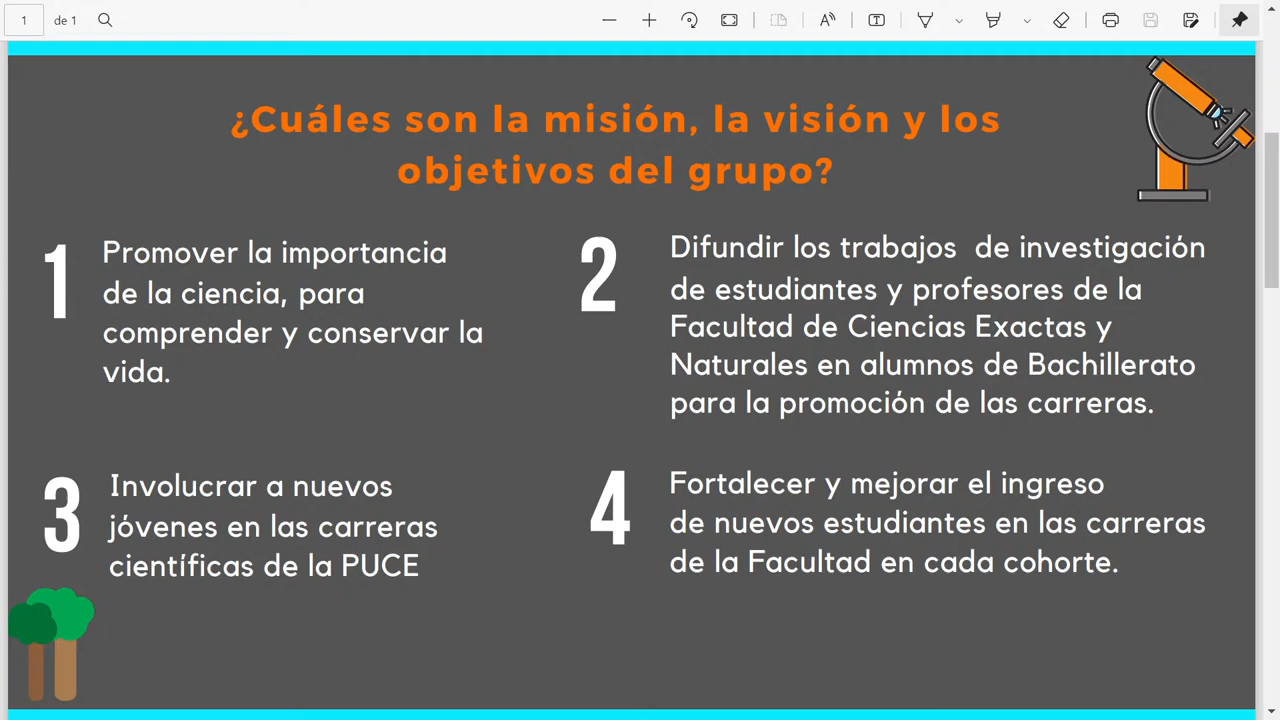 1 de 1
¿Cuáles son la misión, la visión y los
objetivos del grupo?
1
Promover la importancia
de la ciencia, para
comprender y conservar la
vida.
2
Difundir los trabajos  de investigación
de estudiantes y profesores de la
Facultad de Ciencias Exactas y
Naturales en alumnos de Bachillerato
para la promoción de las carreras.
3
Involucrar a nuevos
jóvenes en las carreras
científicas de la PUCE
4
Fortalecer y mejorar el ingreso
de nuevos estudiantes en las carreras
de la Facultad en cada cohorte.